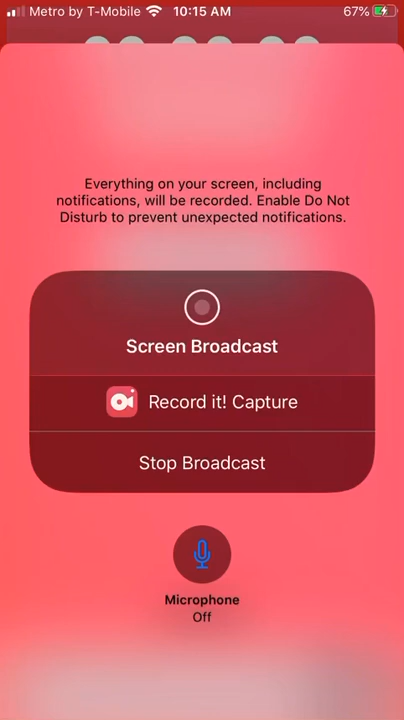 Metro by T-Mobile 10:15 AM 67%
Everything on your screen, including
notifications, will be recorded. Enable Do Not
Disturb to prevent unexpected notifications.
Screen Broadcast
Record it! Capture
Stop Broadcast
Microphone
Off